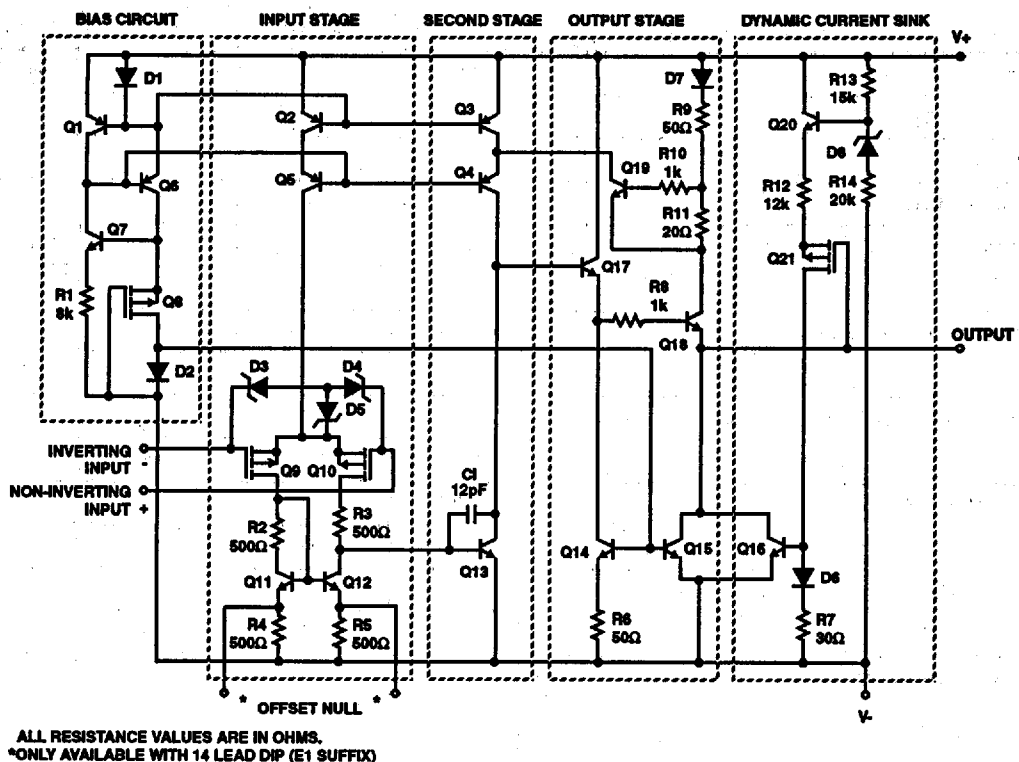 BIAS CIRCUIT
INPUT STAGE
SECOND STAGE
OUTPUT STAGE
DYNAMIC CURRENT SINK
V+
D1
Q1
Q2
Q3
D7
R9
50Ω
Q20
R13
15k
D8
Q6
Q5
Q4
Q19
R10
1k
R12
12k
R14
20k
Q7
R11
20Ω
Q17
Q21
R1
8k
Q8
R8
1k
Q18
OUTPUT
D2
D3
D4
D5
INVERTING
INPUT -
Q9
Q10
NON-INVERTING
INPUT +
CI
12pF
R2
500Ω
R3
500Ω
Q11
Q12
Q13
Q14
Q15
Q16
D6
R4
500Ω
R5
500Ω
R6
50Ω
R7
30Ω
*
OFFSET NULL
*
V-
ALL RESISTANCE VALUES ARE IN OHMS.
*ONLY AVAILABLE WITH 14 LEAD DIP (E1 SUFFIX)